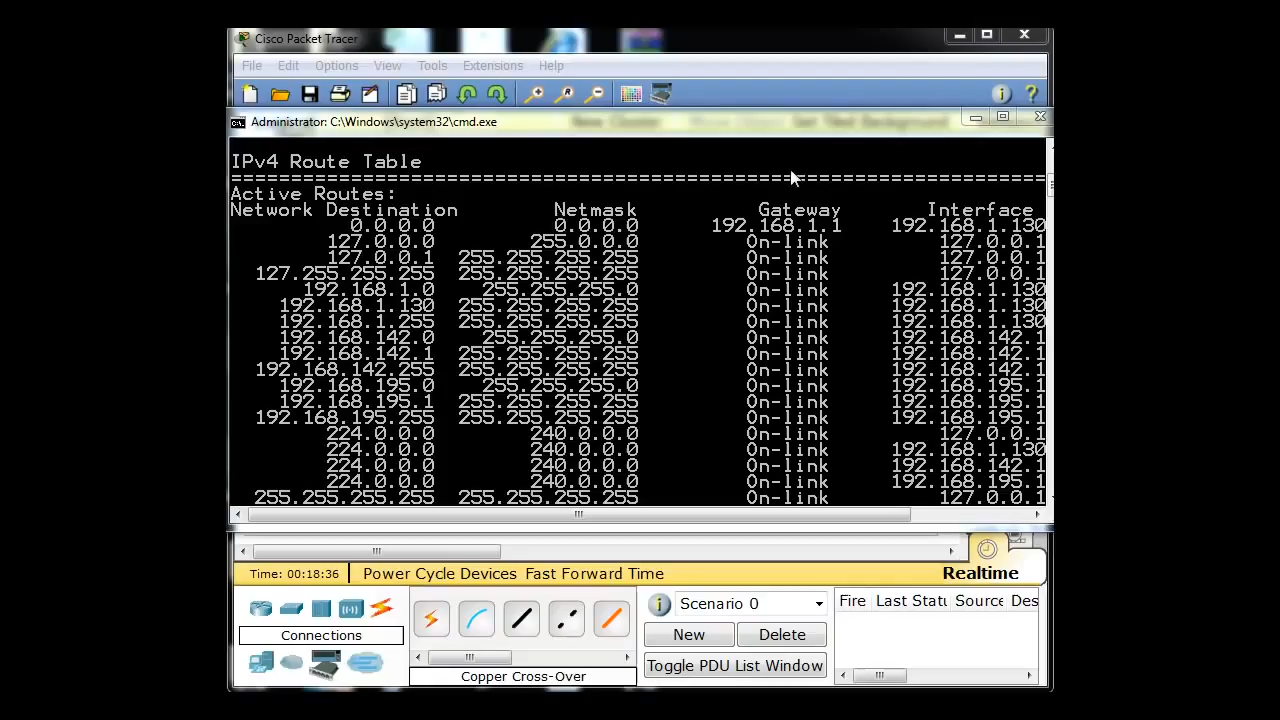 Cisco Packet Tracer
File Edit Options View Tools Extensions Help
Administrator: C:\Windows\system32\cmd.exe
IPv4 Route Table
===========================================================================
Active Routes:
Network Destination Netmask Gateway Interface
0.0.0.0 0.0.0.0 192.168.1.1 192.168.1.130
127.0.0.0 255.0.0.0 On-link 127.0.0.1
127.0.0.1 255.255.255.255 On-link 127.0.0.1
127.255.255.255 255.255.255.255 On-link 127.0.0.1
192.168.1.0 255.255.255.0 On-link 192.168.1.130
192.168.1.130 255.255.255.255 On-link 192.168.1.130
192.168.1.255 255.255.255.255 On-link 192.168.1.130
192.168.142.0 255.255.255.0 On-link 192.168.142.1
192.168.142.1 255.255.255.255 On-link 192.168.142.1
192.168.142.255 255.255.255.255 On-link 192.168.142.1
192.168.195.0 255.255.255.0 On-link 192.168.195.1
192.168.195.1 255.255.255.255 On-link 192.168.195.1
192.168.195.255 255.255.255.255 On-link 192.168.195.1
224.0.0.0 240.0.0.0 On-link 127.0.0.1
224.0.0.0 240.0.0.0 On-link 192.168.1.130
224.0.0.0 240.0.0.0 On-link 192.168.142.1
224.0.0.0 240.0.0.0 On-link 192.168.195.1
255.255.255.255 255.255.255.255 On-link 127.0.0.1
Time: 00:18:36 Power Cycle Devices Fast Forward Time Realtime
Scenario 0
Fire Last Statu Source Des
Connections
New Delete
Toggle PDU List Window
Copper Cross-Over